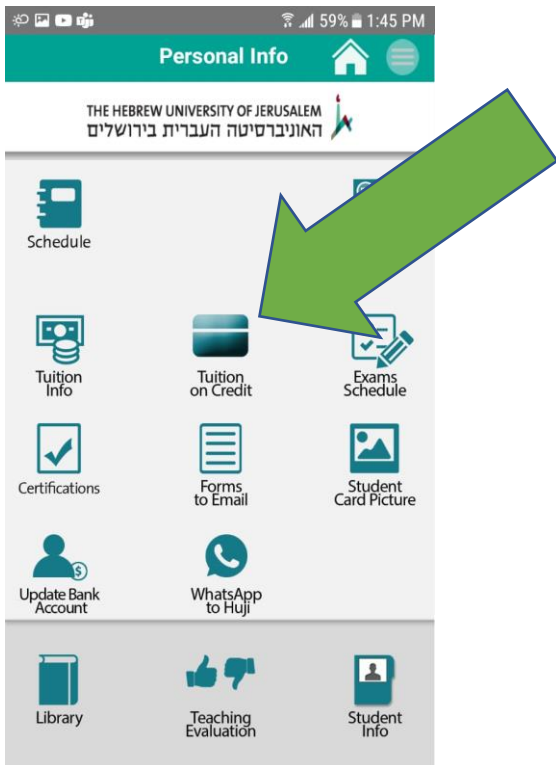 59% 1:45 PM
Personal Info
THE HEBREW UNIVERSITY OF JERUSALEM
האוניברסיטה העברית בירושלים
Schedule
Tuition
Info
Tuition
on Credit
Exams
Schedule
Certifications
Forms
to Email
Student
Card Picture
Update Bank
Account
WhatsApp
to Huji
Library
Teaching
Evaluation
Student
Info